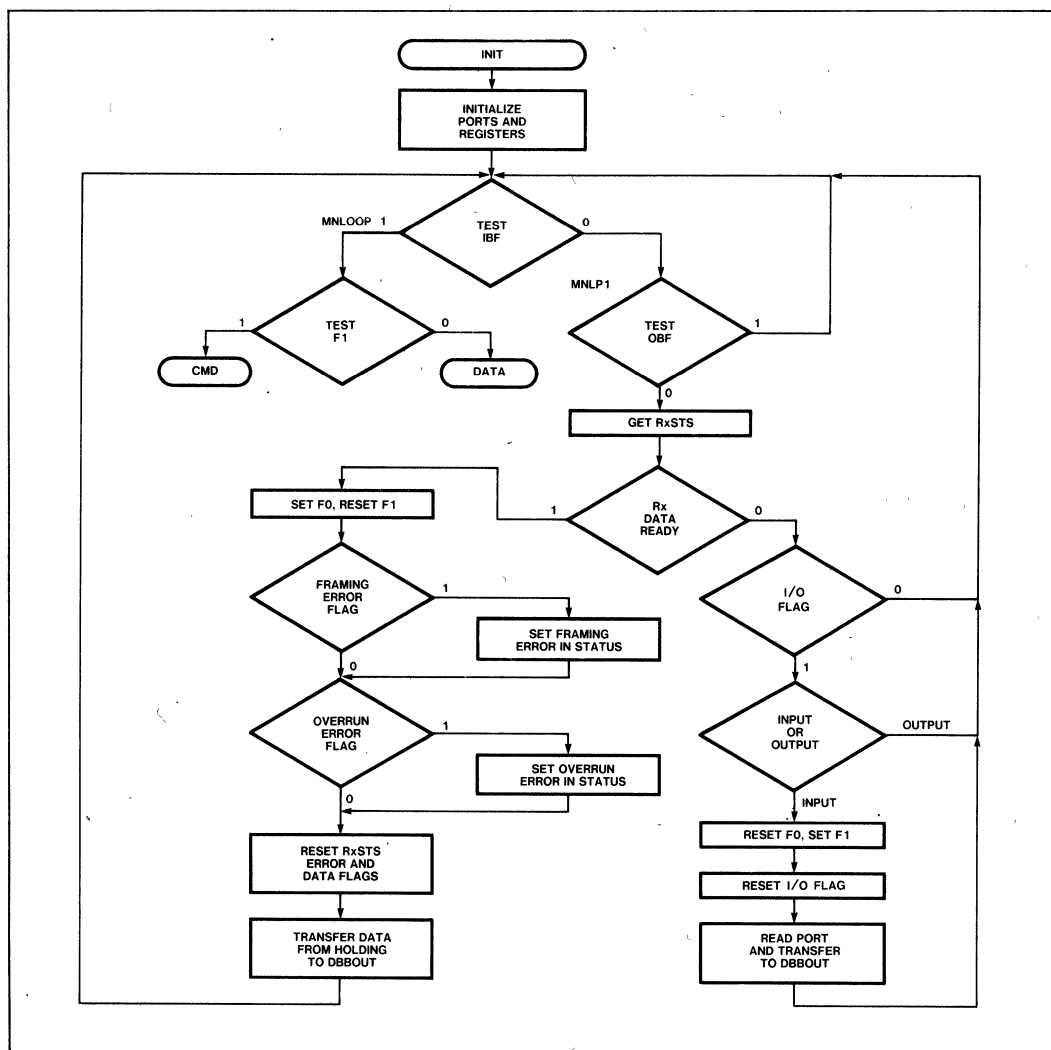 INIT
INITIALIZE
PORTS AND
REGISTERS
MNLOOP 1
TEST
IBF
0
MNLP1
1
TEST
F1
0
TEST
OBF
1
CMD
DATA
0
GET RxSTS
SET F0, RESET F1
1
Rx
DATA
READY
0
FRAMING
ERROR
FLAG
1
I/O
FLAG
0
SET FRAMING
ERROR IN STATUS
0
1
OVERRUN
ERROR
FLAG
1
INPUT
OR
OUTPUT
OUTPUT
SET OVERRUN
ERROR IN STATUS
0
INPUT
RESET RxSTS
ERROR AND
DATA FLAGS
RESET F0, SET F1
RESET I/O FLAG
TRANSFER DATA
FROM HOLDING
TO DBBOUT
READ PORT
AND TRANSFER
TO DBBOUT